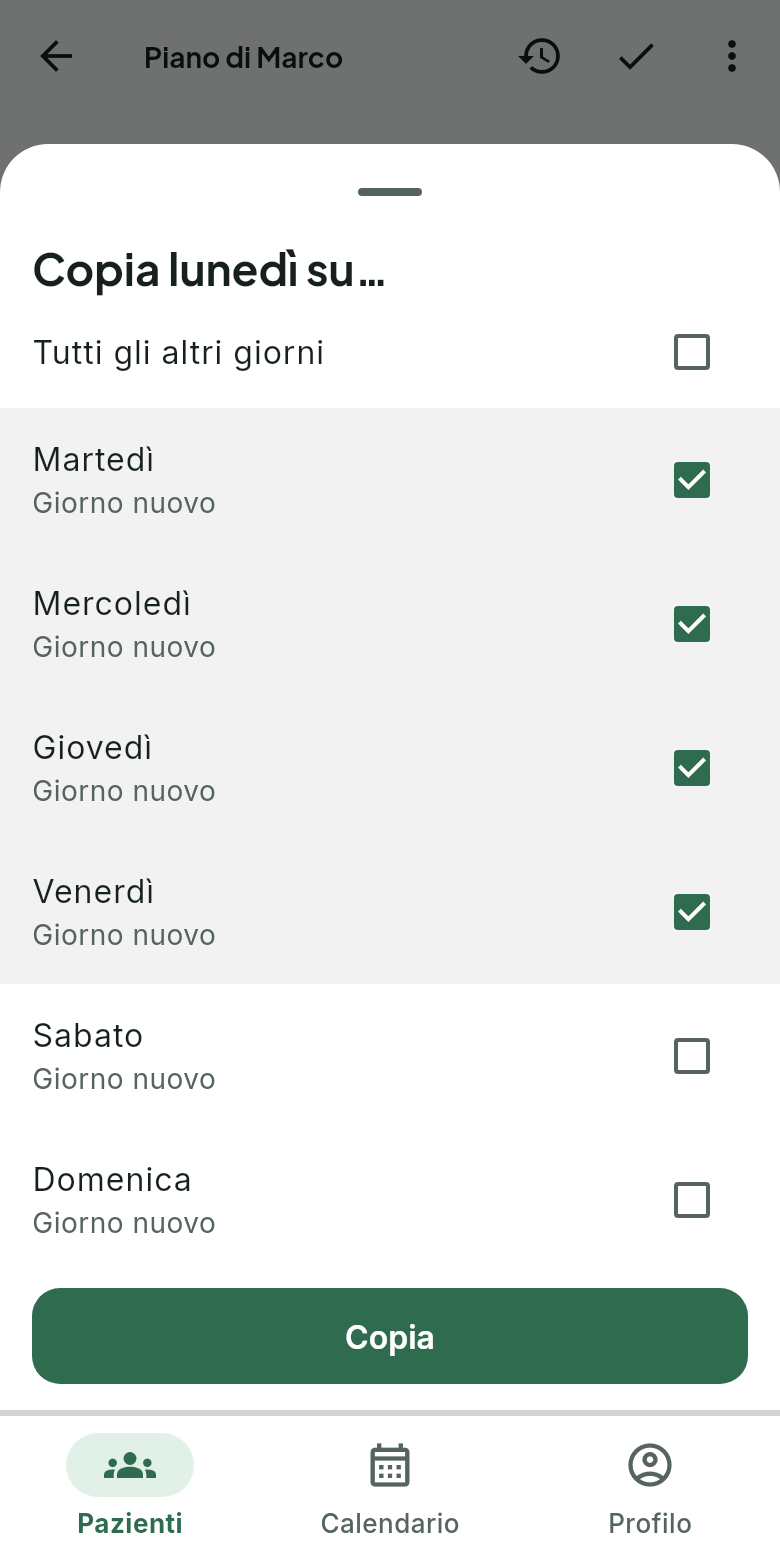 Piano di Marco
Copia lunedì su…
Tutti gli altri giorni
Martedì
Giorno nuovo
Mercoledì
Giorno nuovo
Giovedì
Giorno nuovo
Venerdì
Giorno nuovo
Sabato
Giorno nuovo
Domenica
Giorno nuovo
Copia
Pazienti
Calendario
Profilo